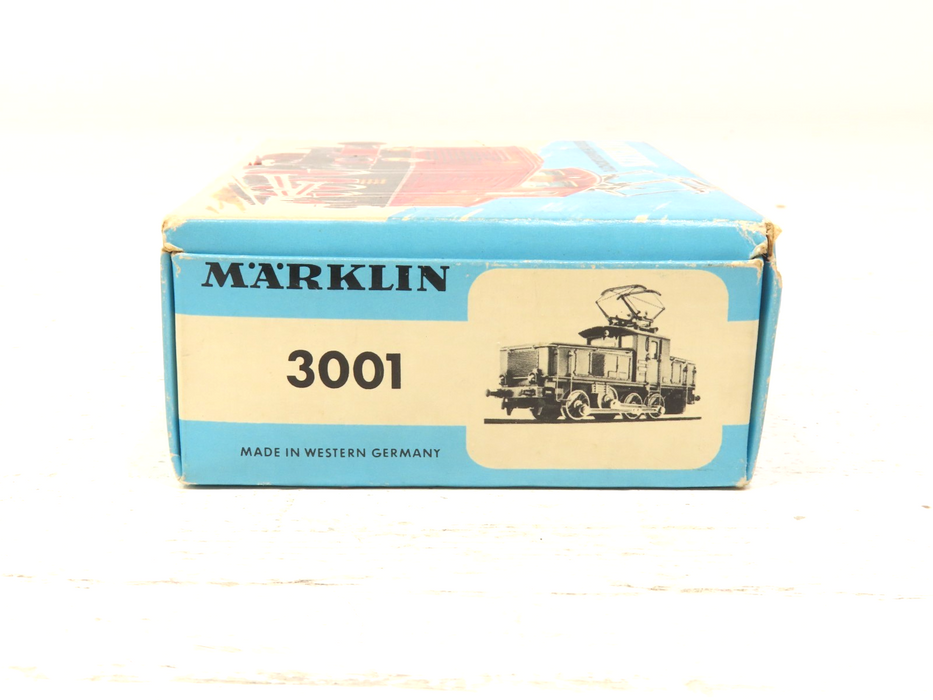 MÄRKLIN
3001
MADE IN WESTERN GERMANY